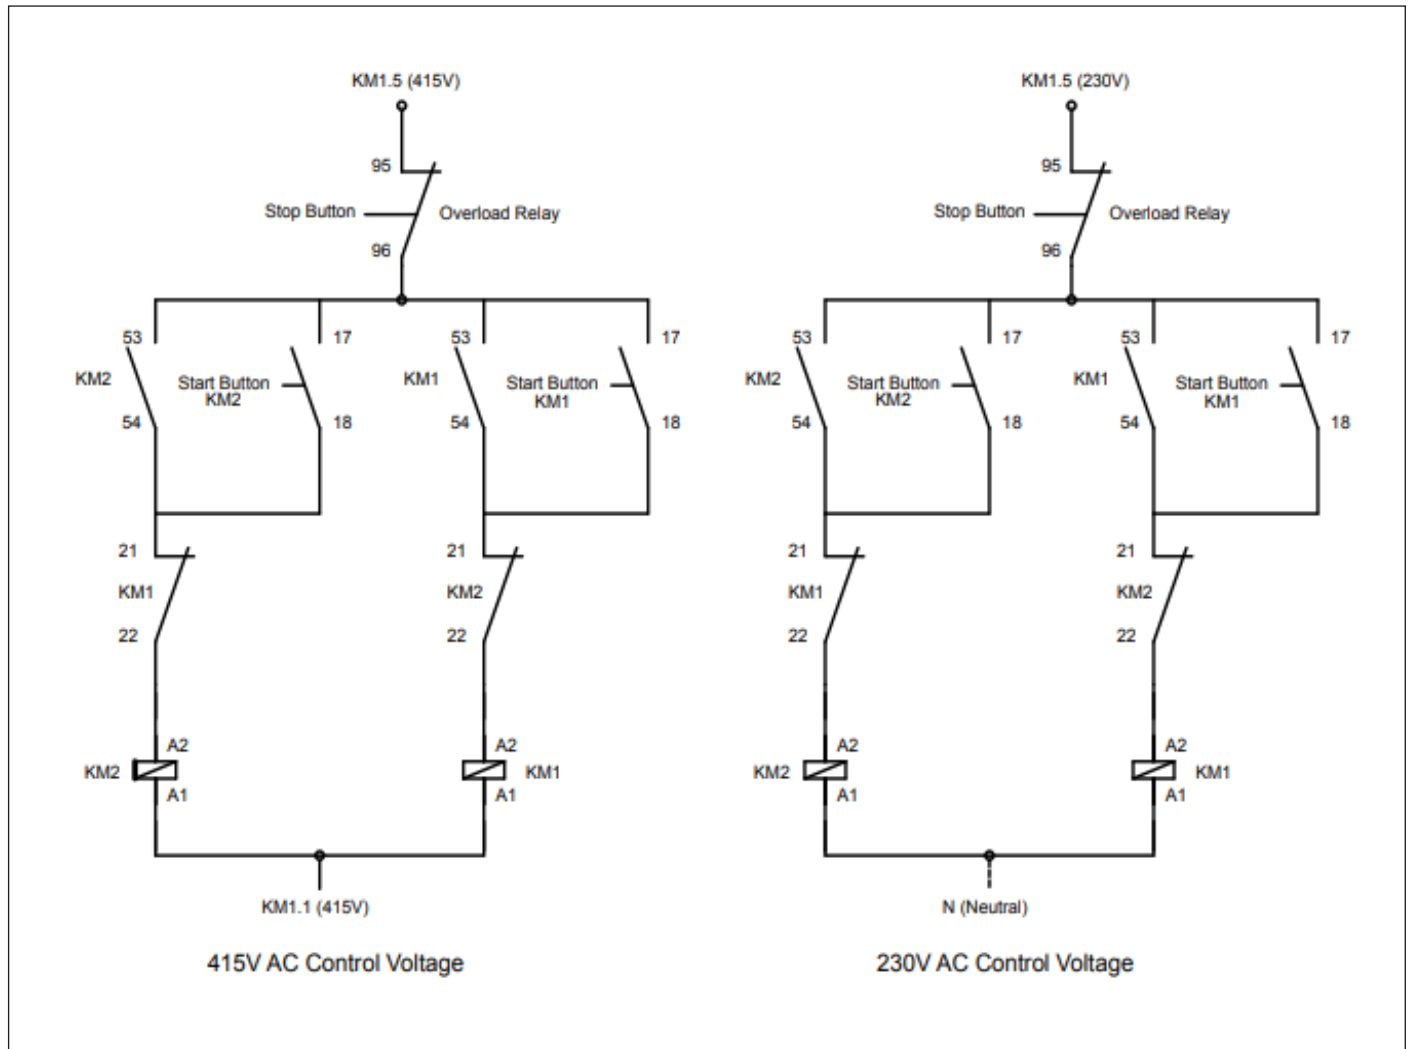 KM1.5 (415V)
95
Stop Button
Overload Relay
96
53
KM2
54
17
Start Button
KM2
18
53
KM1
54
17
Start Button
KM1
18
21
KM1
22
21
KM2
22
A2
KM2
A1
A2
KM1
A1
KM1.1 (415V)
415V AC Control Voltage
KM1.5 (230V)
95
Stop Button
Overload Relay
96
53
KM2
54
17
Start Button
KM2
18
53
KM1
54
17
Start Button
KM1
18
21
KM1
22
21
KM2
22
A2
KM2
A1
A2
KM1
A1
N (Neutral)
230V AC Control Voltage